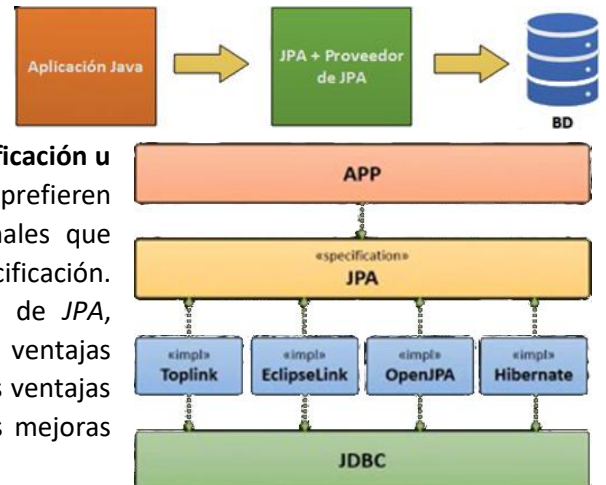 Aplicación Java
JPA + Proveedor
de JPA
BD
ficación u
prefieren
nales que
cificación.
de JPA,
ventajas
s ventajas
s mejoras
APP
«specification»
JPA
«impl»
Toplink
«impl»
EclipseLink
«impl»
OpenJPA
«impl»
Hibernate
JDBC